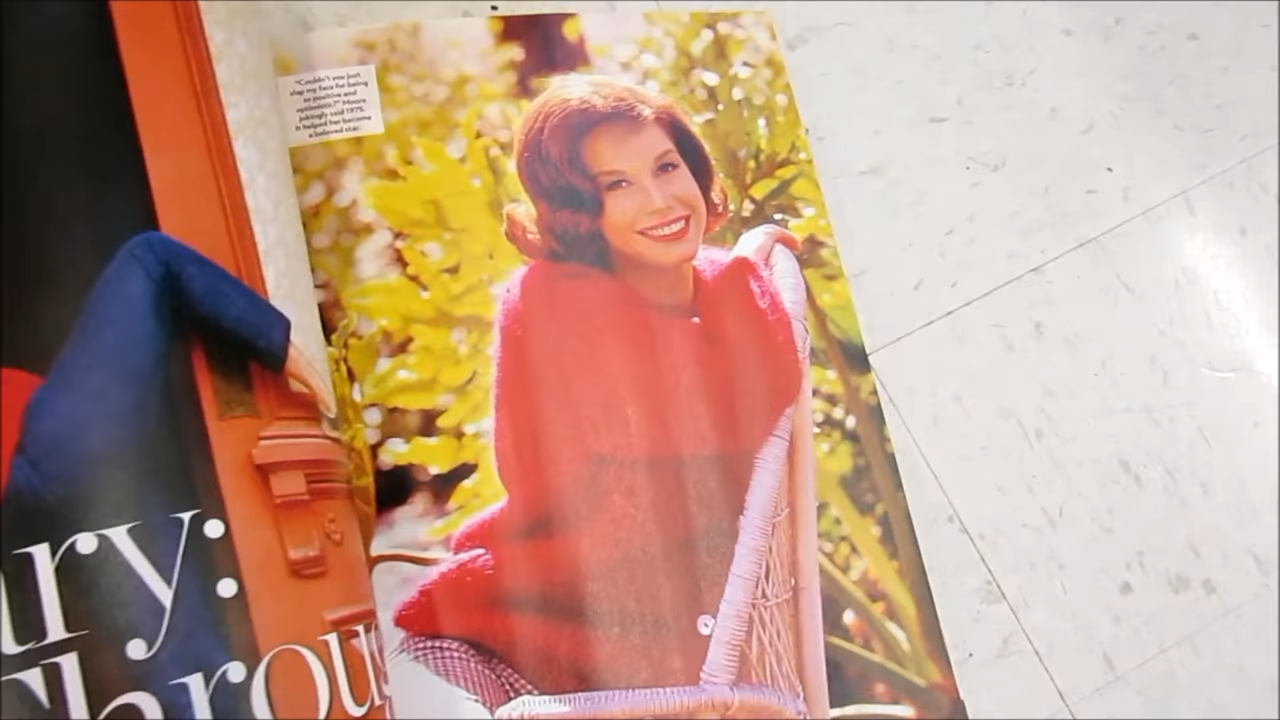 "Couldn't you just
slap my face for being
so positive and
optimistic?" Moore
jokingly said 1975.
It helped her become
a beloved star.
ary:
Throug